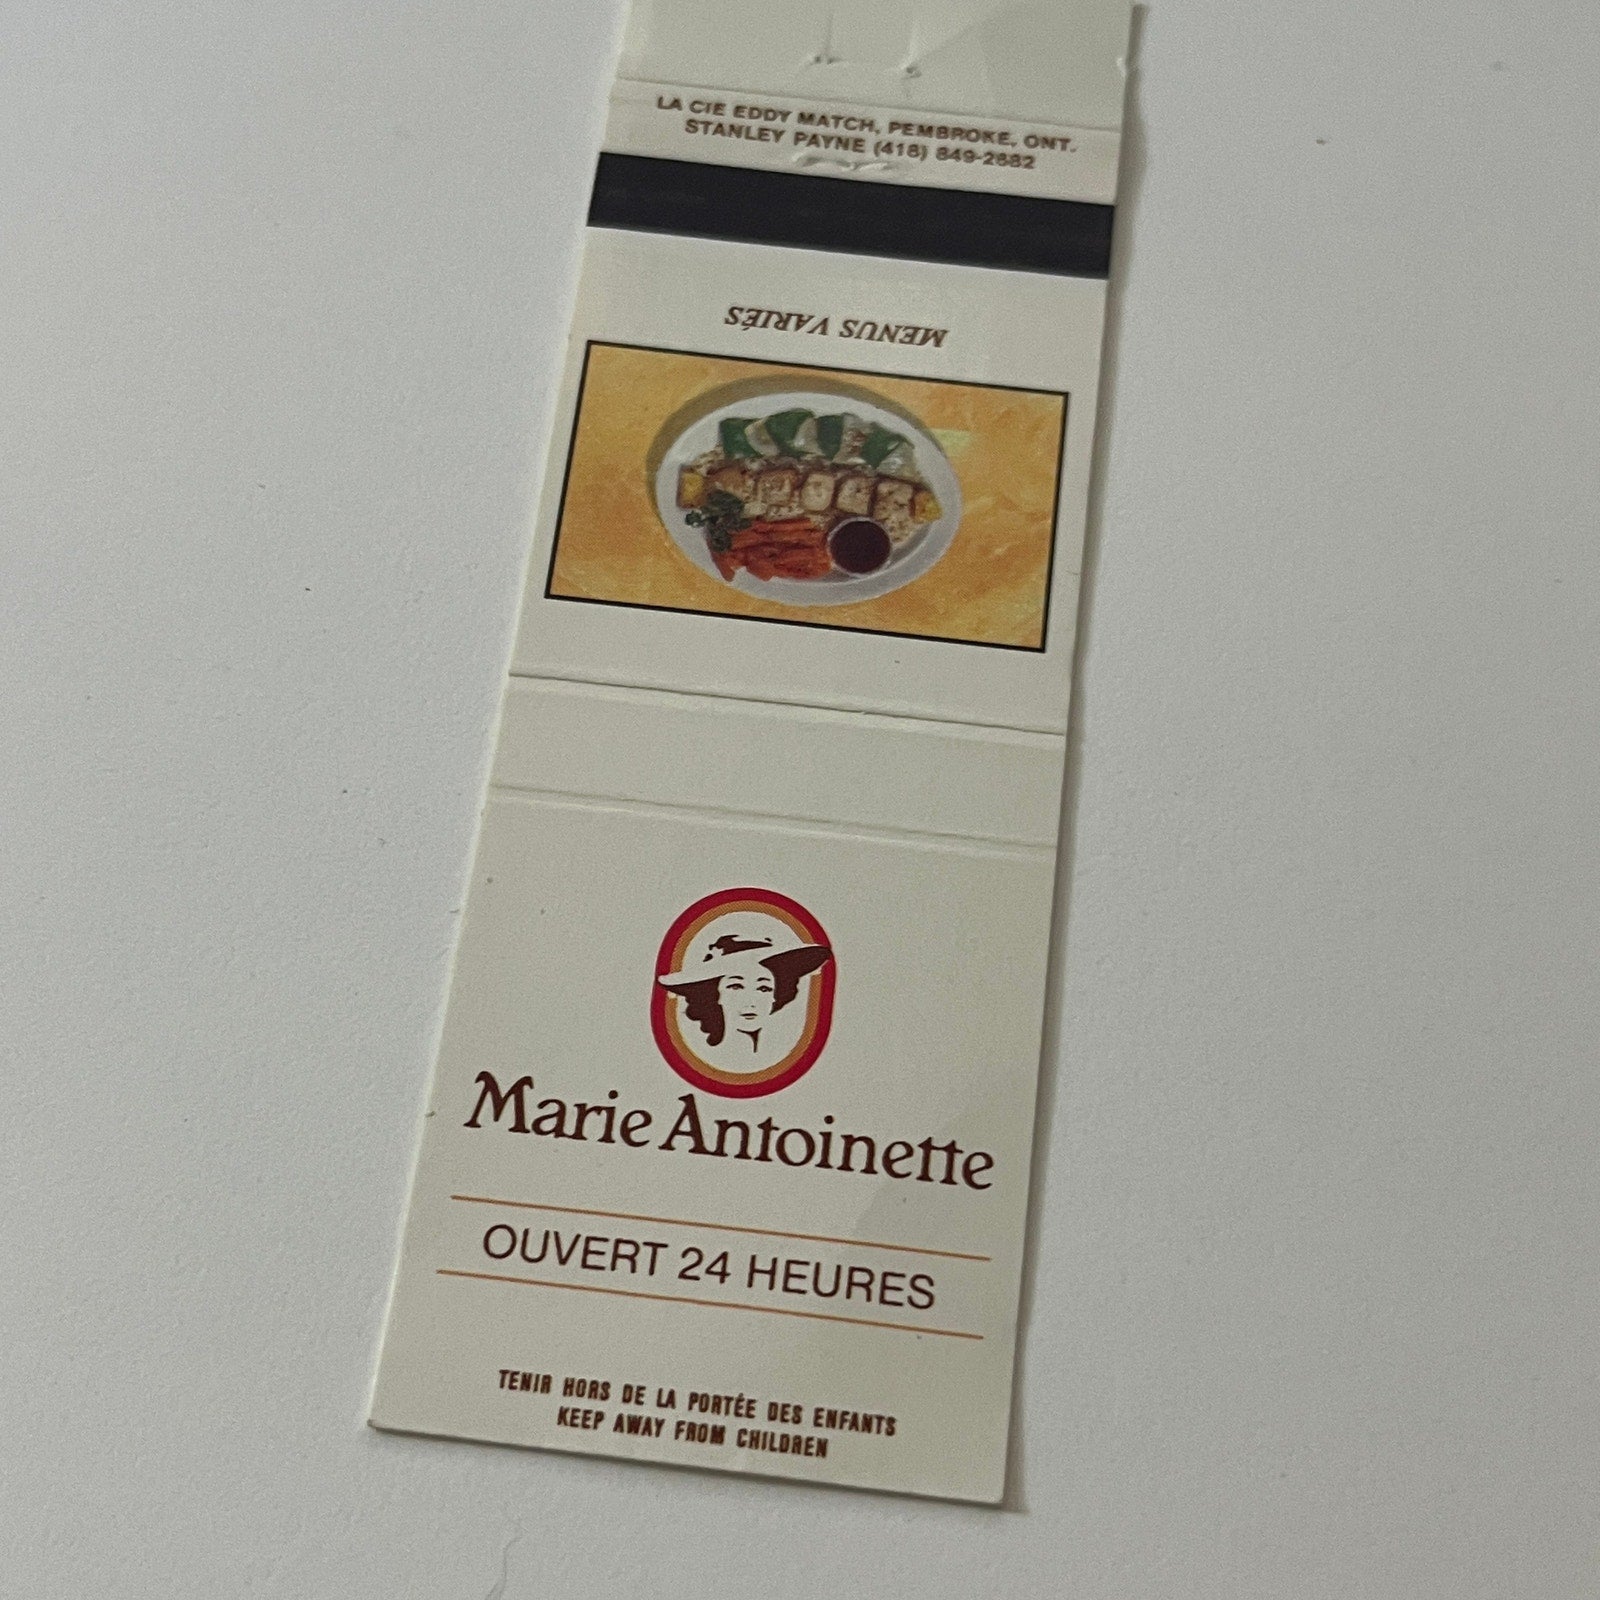 LA CIE EDDY MATCH, PEMBROKE, ONT.
STANLEY PAYNE (418) 849-2882
MENUS VARIÉS
Marie Antoinette
OUVERT 24 HEURES
TENIR HORS DE LA PORTÉE DES ENFANTS
KEEP AWAY FROM CHILDREN